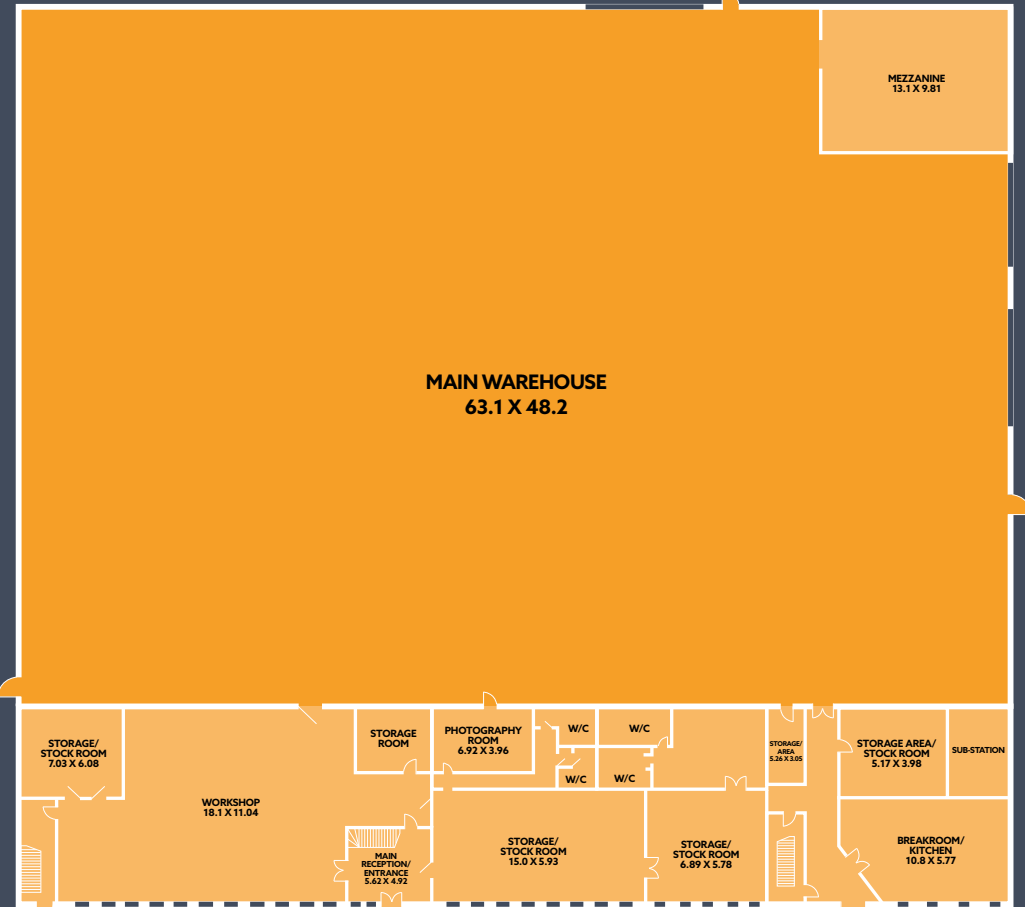 MEZZANINE
13.1 X 9.81
MAIN WAREHOUSE
63.1 X 48.2
STORAGE/
STOCK ROOM
7.03 X 6.08
WORKSHOP
18.1 X 11.04
STORAGE
ROOM
PHOTOGRAPHY
ROOM
6.92 X 3.96
W/C
W/C
W/C
W/C
STORAGE/
AREA
5.26 X 3.05
STORAGE AREA/
STOCK ROOM
5.17 X 3.98
SUB-STATION
MAIN
RECEPTION/
ENTRANCE
5.62 X 4.92
STORAGE/
STOCK ROOM
15.0 X 5.93
STORAGE/
STOCK ROOM
6.89 X 5.78
BREAKROOM/
KITCHEN
10.8 X 5.77